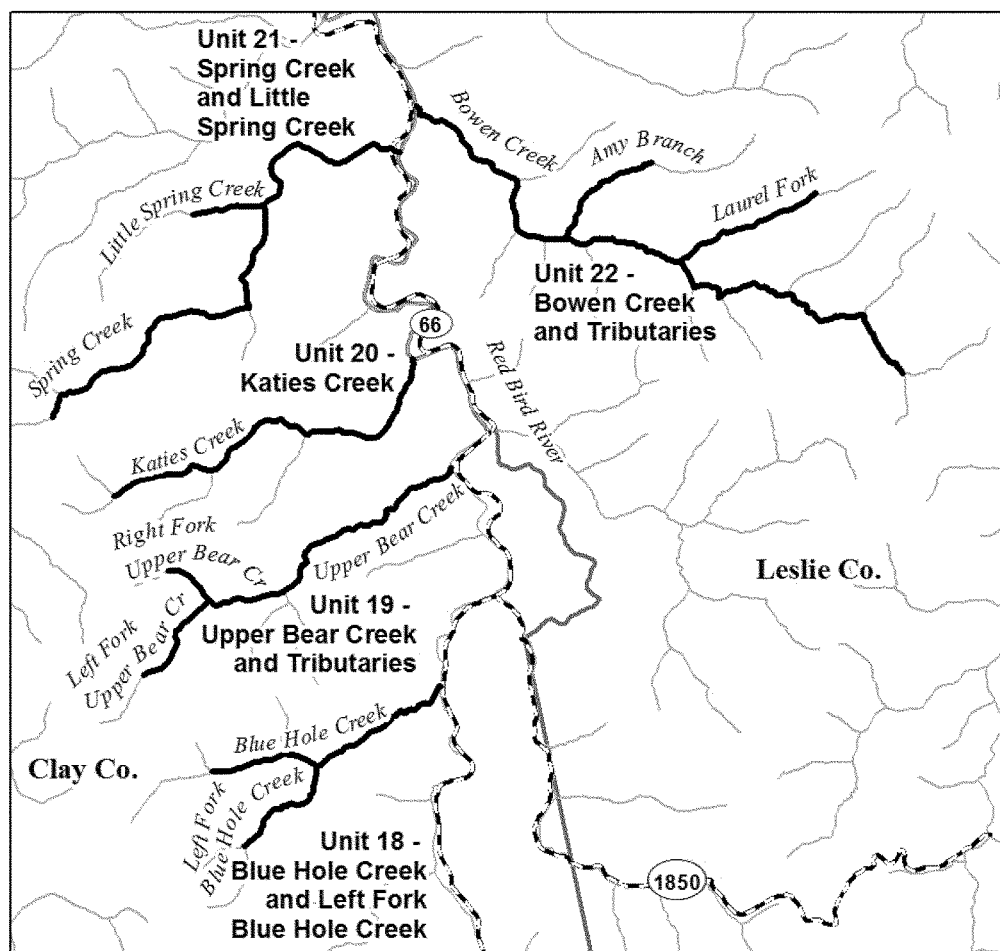 Unit 21 -
Spring Creek
and Little
Spring Creek
Bowen Creek
Amy Branch
Laurel Fork
Little Spring Creek
Unit 22 -
Bowen Creek
and Tributaries
Spring Creek
66
Unit 20 -
Katies Creek
Red Bird River
Katies Creek
Right Fork
Upper Bear Cr
Upper Bear Creek
Leslie Co.
Left Fork
Upper Bear Cr
Unit 19 -
Upper Bear Creek
and Tributaries
Blue Hole Creek
Clay Co.
Left Fork
Blue Hole Creek
Unit 18 -
Blue Hole Creek
and Left Fork
Blue Hole Creek
1850